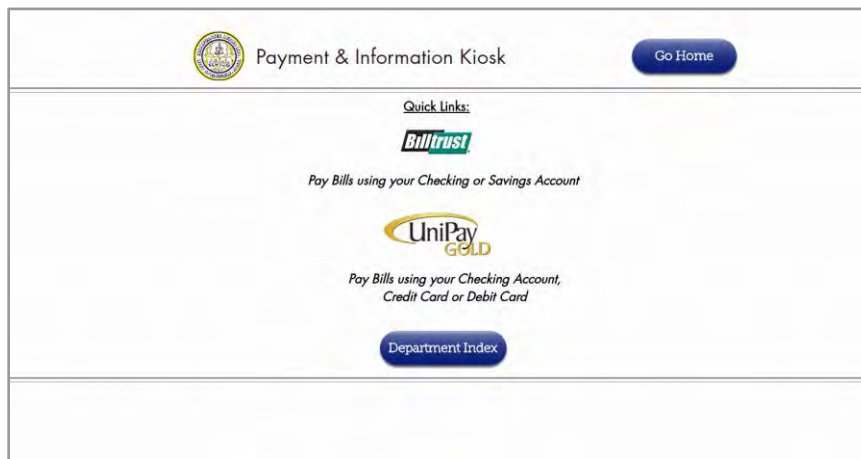 Payment & Information Kiosk
Go Home
Quick Links:
Billtrust
Pay Bills using your Checking or Savings Account
UniPay
GOLD
Pay Bills using your Checking Account,
Credit Card or Debit Card
Department Index